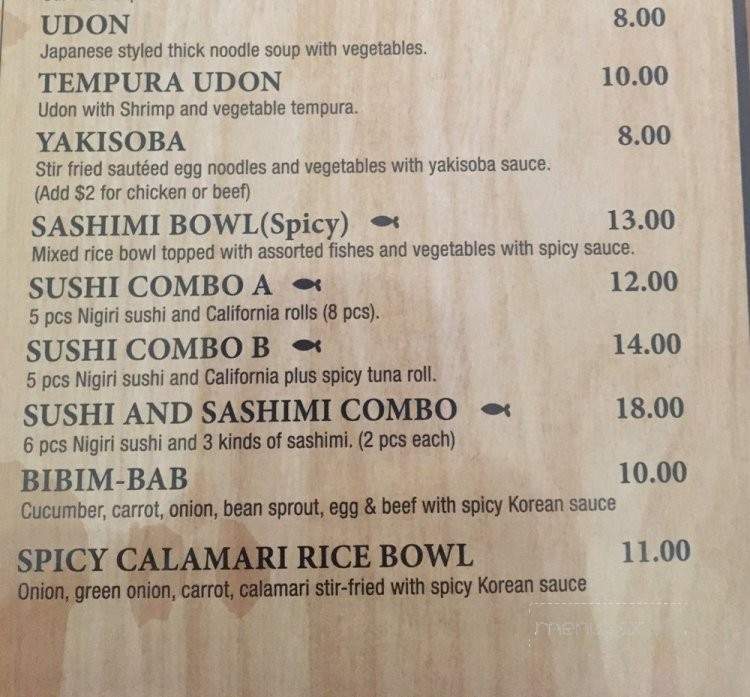 UDON 8.00
Japanese styled thick noodle soup with vegetables.
TEMPURA UDON 10.00
Udon with Shrimp and vegetable tempura.
YAKISOBA 8.00
Stir fried sautéed egg noodles and vegetables with yakisoba sauce.
(Add $2 for chicken or beef)
SASHIMI BOWL(Spicy) 13.00
Mixed rice bowl topped with assorted fishes and vegetables with spicy sauce.
SUSHI COMBO A 12.00
5 pcs Nigiri sushi and California rolls (8 pcs).
SUSHI COMBO B 14.00
5 pcs Nigiri sushi and California plus spicy tuna roll.
SUSHI AND SASHIMI COMBO 18.00
6 pcs Nigiri sushi and 3 kinds of sashimi. (2 pcs each)
BIBIM-BAB 10.00
Cucumber, carrot, onion, bean sprout, egg & beef with spicy Korean sauce
SPICY CALAMARI RICE BOWL 11.00
Onion, green onion, carrot, calamari stir-fried with spicy Korean sauce